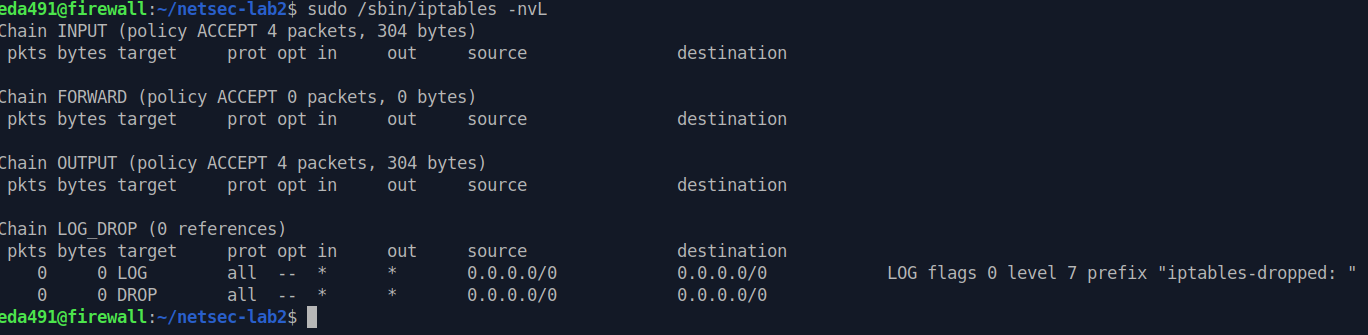 eda491@firewall:~/netsec-lab2$ sudo /sbin/iptables -nvL
Chain INPUT (policy ACCEPT 4 packets, 304 bytes)
 pkts bytes target     prot opt in     out     source               destination

Chain FORWARD (policy ACCEPT 0 packets, 0 bytes)
 pkts bytes target     prot opt in     out     source               destination

Chain OUTPUT (policy ACCEPT 4 packets, 304 bytes)
 pkts bytes target     prot opt in     out     source               destination

Chain LOG_DROP (0 references)
 pkts bytes target     prot opt in     out     source               destination
    0     0 LOG        all  --  *      *       0.0.0.0/0            0.0.0.0/0            LOG flags 0 level 7 prefix "iptables-dropped: "
    0     0 DROP       all  --  *      *       0.0.0.0/0            0.0.0.0/0
eda491@firewall:~/netsec-lab2$